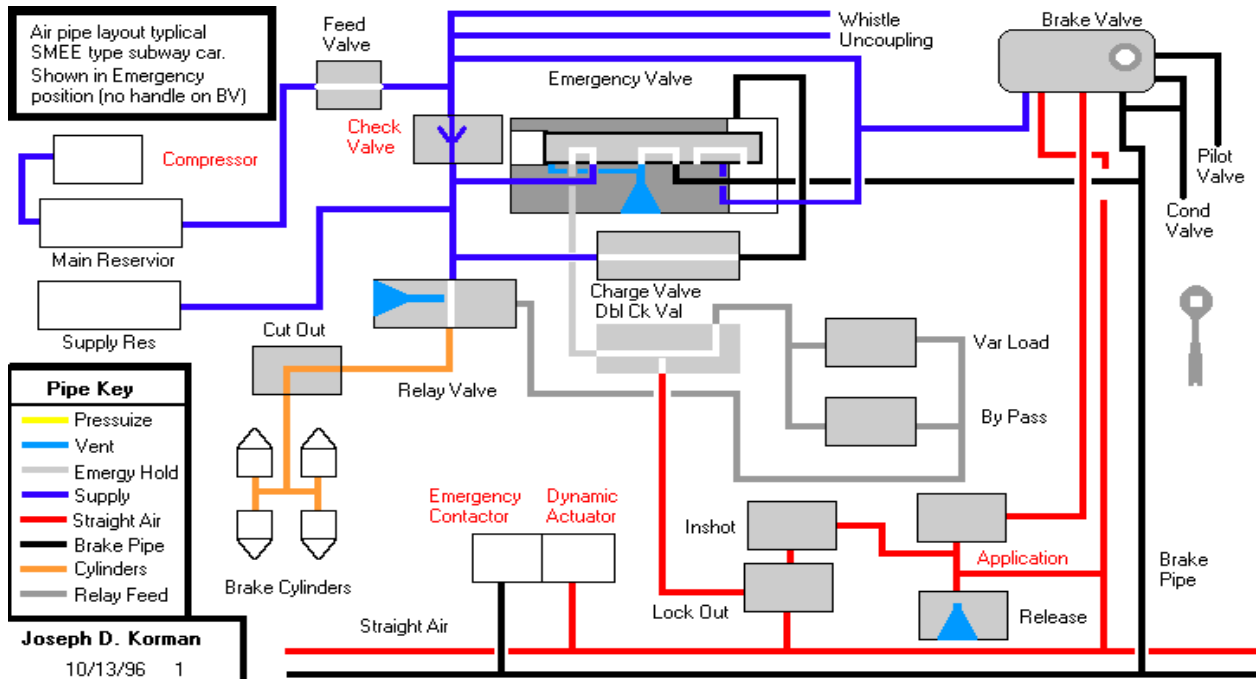 Air pipe layout typlical
SMEE type subway car.
Shown in Emergency
position (no handle on BV)
Feed
Valve
Whistle
Uncoupling
Brake Valve
Emergency Valve
Check
Valve
Compressor
Pilot
Valve
Cond
Valve
Main Reservior
Charge Valve
Dbl Ck Val
Supply Res
Cut Out
Relay Valve
Var Load
By Pass
Pipe Key
Pressuize
Vent
Emergy Hold
Supply
Straight Air
Brake Pipe
Cylinders
Relay Feed
Emergency
Contactor
Dynamic
Actuator
Inshot
Application
Brake
Pipe
Brake Cylinders
Lock Out
Release
Straight Air
Joseph D. Korman
10/13/96 1